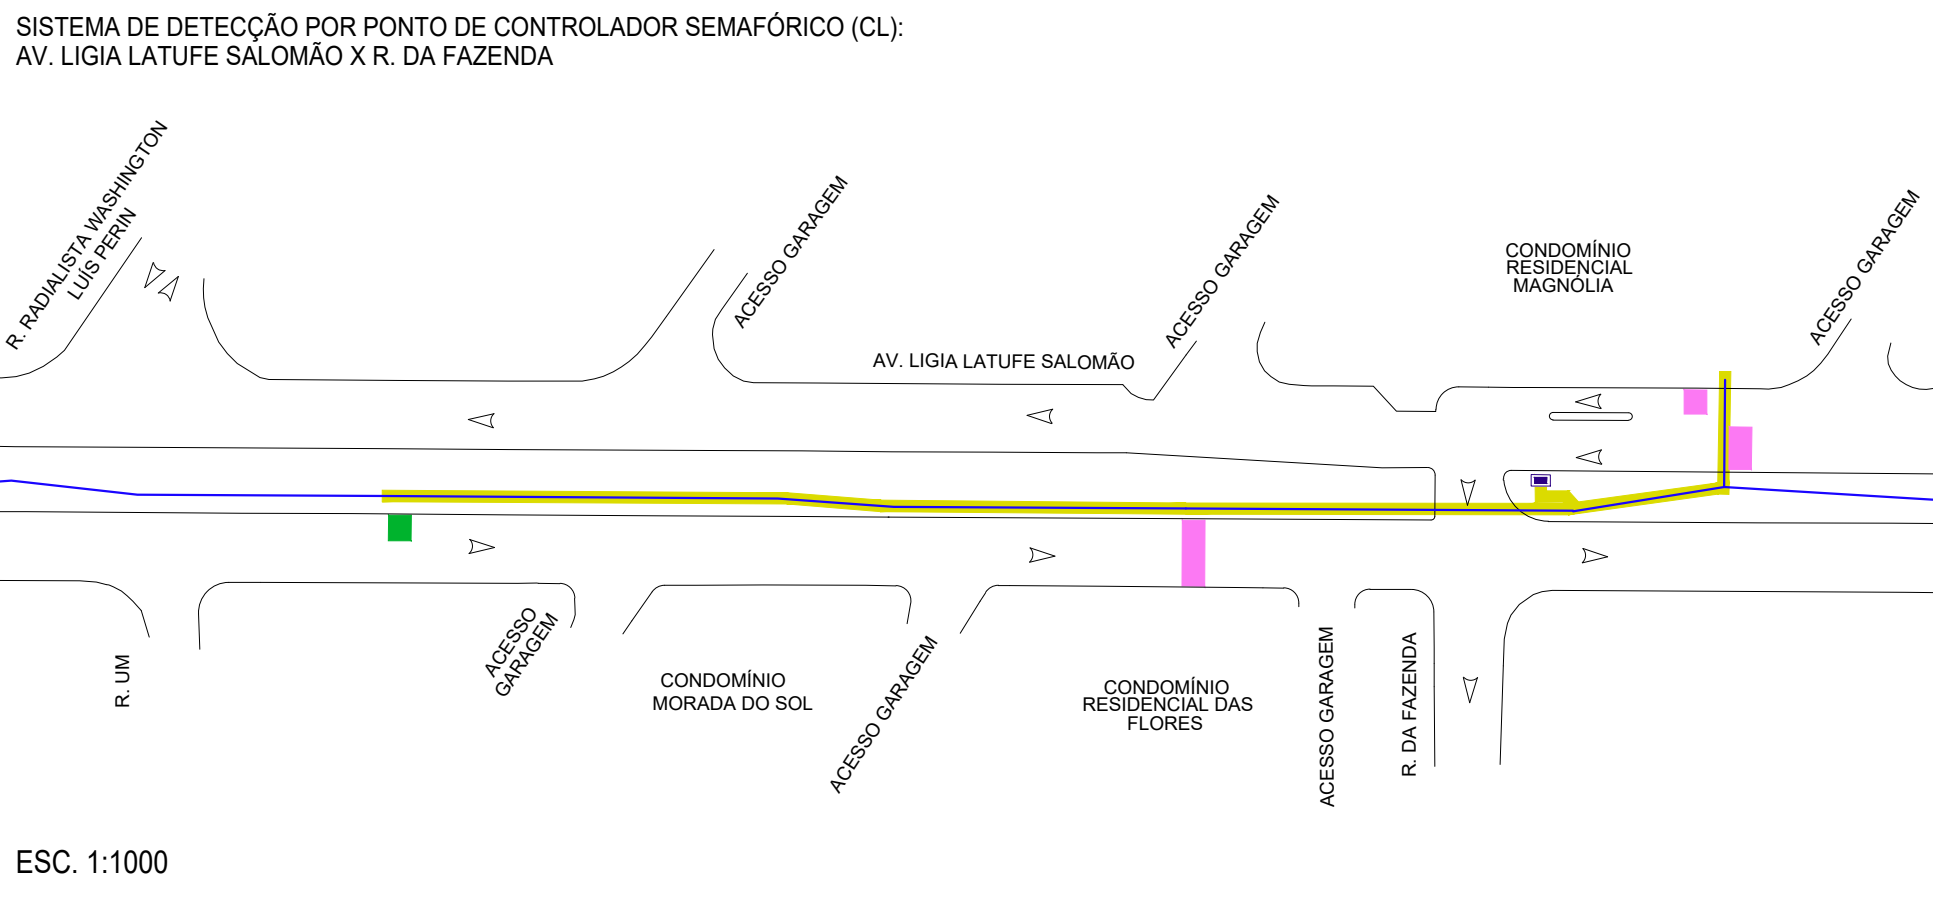 SISTEMA DE DETECÇÃO POR PONTO DE CONTROLADOR SEMAFÓRICO (CL):
AV. LIGIA LATUFE SALOMÃO X R. DA FAZENDA
R. RADIALISTA WASHINGTON
LUÍS PERIN
ACESSO GARAGEM
ACESSO GARAGEM
CONDOMÍNIO
RESIDENCIAL
MAGNÓLIA
ACESSO GARAGEM
AV. LIGIA LATUFE SALOMÃO
R. UM
ACESSO
GARAGEM
CONDOMÍNIO
MORADA DO SOL
ACESSO GARAGEM
CONDOMÍNIO
RESIDENCIAL DAS
FLORES
ACESSO GARAGEM
R. DA FAZENDA
ESC. 1:1000